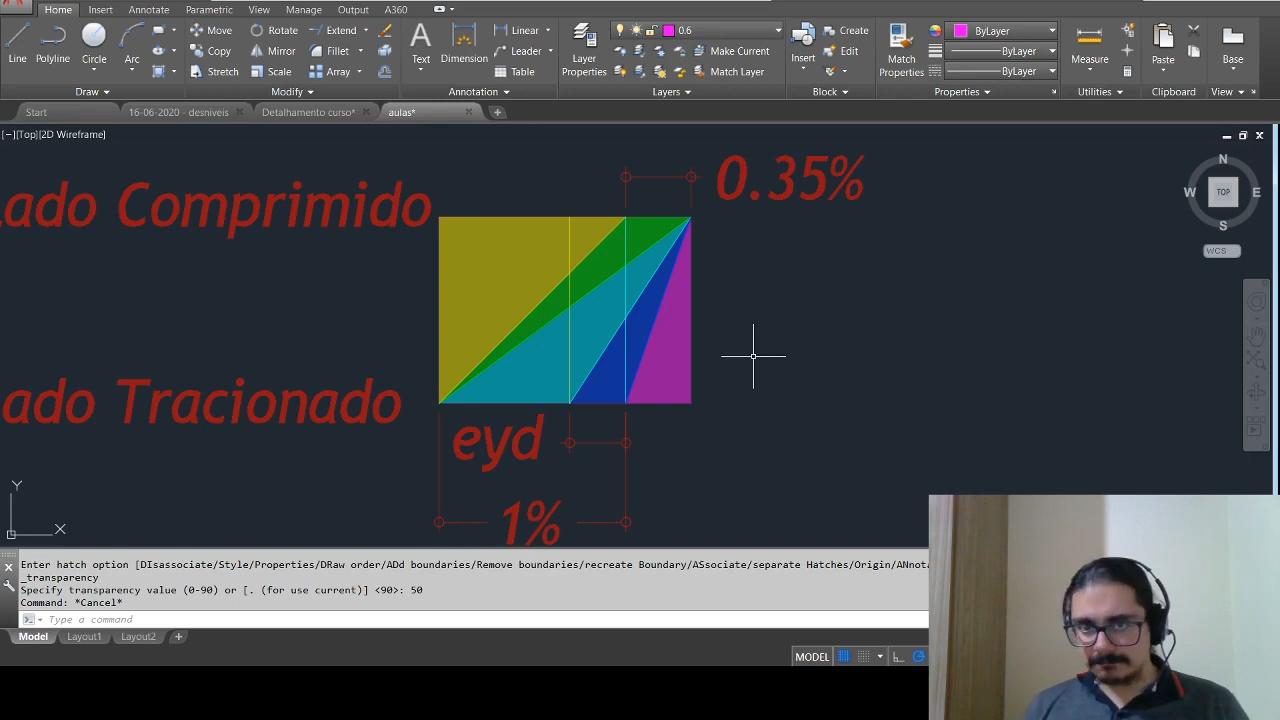 Home Insert Annotate Parametric View Manage Output A360
Line Polyline Circle Arc
Move Rotate Extend
Copy Mirror Fillet
Stretch Scale Array
Text Dimension
Linear
Leader
Table
Layer Properties
0.6
Make Current
Match Layer
Insert
Create
Edit
Match Properties
ByLayer
ByLayer
ByLayer
Measure
Paste
Base
Draw Modify Annotation Layers Block Properties Utilities Clipboard View
Start 16-06-2020 - desniveis Detalhamento curso* aulas*
[−][Top][2D Wireframe]
N
W TOP E
S
WCS
0.35%
ado Comprimido
ado Tracionado
eyd
1%
Y
X
Enter hatch option [DIsassociate/Style/Properties/DRaw order/ADd boundaries/Remove boundaries/recreate Boundary/ASsociate/separate Hatches/Origin/ANnota
_transparency
Specify transparency value (0-90) or [. (for use current)] <90>: 50
Command: *Cancel*
Type a command
Model Layout1 Layout2
MODEL